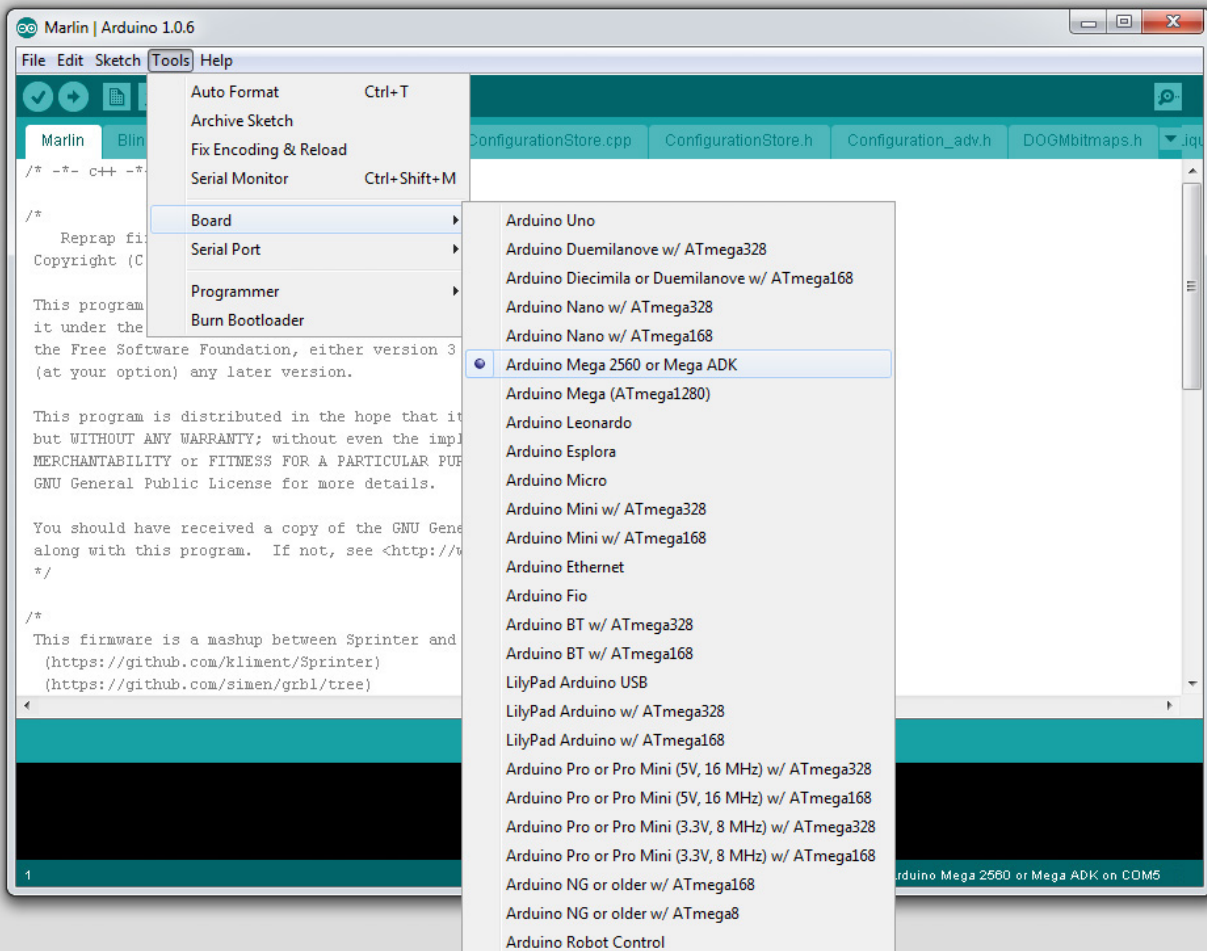 Marlin | Arduino 1.0.6
File Edit Sketch Tools Help
Marlin
ConfigurationStore.cpp
ConfigurationStore.h
Configuration_adv.h
DOGMbitmaps.h
Auto Format Ctrl+T
Archive Sketch
Fix Encoding & Reload
Serial Monitor Ctrl+Shift+M
Board
Serial Port
Programmer
Burn Bootloader
Arduino Uno
Arduino Duemilanove w/ ATmega328
Arduino Diecimila or Duemilanove w/ ATmega168
Arduino Nano w/ ATmega328
Arduino Nano w/ ATmega168
Arduino Mega 2560 or Mega ADK
Arduino Mega (ATmega1280)
Arduino Leonardo
Arduino Esplora
Arduino Micro
Arduino Mini w/ ATmega328
Arduino Mini w/ ATmega168
Arduino Ethernet
Arduino Fio
Arduino BT w/ ATmega328
Arduino BT w/ ATmega168
LilyPad Arduino USB
LilyPad Arduino w/ ATmega328
LilyPad Arduino w/ ATmega168
Arduino Pro or Pro Mini (5V, 16 MHz) w/ ATmega328
Arduino Pro or Pro Mini (5V, 16 MHz) w/ ATmega168
Arduino Pro or Pro Mini (3.3V, 8 MHz) w/ ATmega328
Arduino Pro or Pro Mini (3.3V, 8 MHz) w/ ATmega168
Arduino NG or older w/ ATmega168
Arduino NG or older w/ ATmega8
Arduino Robot Control
/* -*- c++ -*-
/*
Reprap fi
Copyright (C
This program
it under the
the Free Software Foundation, either version 3
(at your option) any later version.
This program is distributed in the hope that it
but WITHOUT ANY WARRANTY; without even the impl
MERCHANTABILITY or FITNESS FOR A PARTICULAR PUR
GNU General Public License for more details.
You should have received a copy of the GNU Gene
along with this program.  If not, see <http://w
*/
/*
This firmware is a mashup between Sprinter and
(https://github.com/kliment/Sprinter)
(https://github.com/simen/grbl/tree)
1
rduino Mega 2560 or Mega ADK on COM5